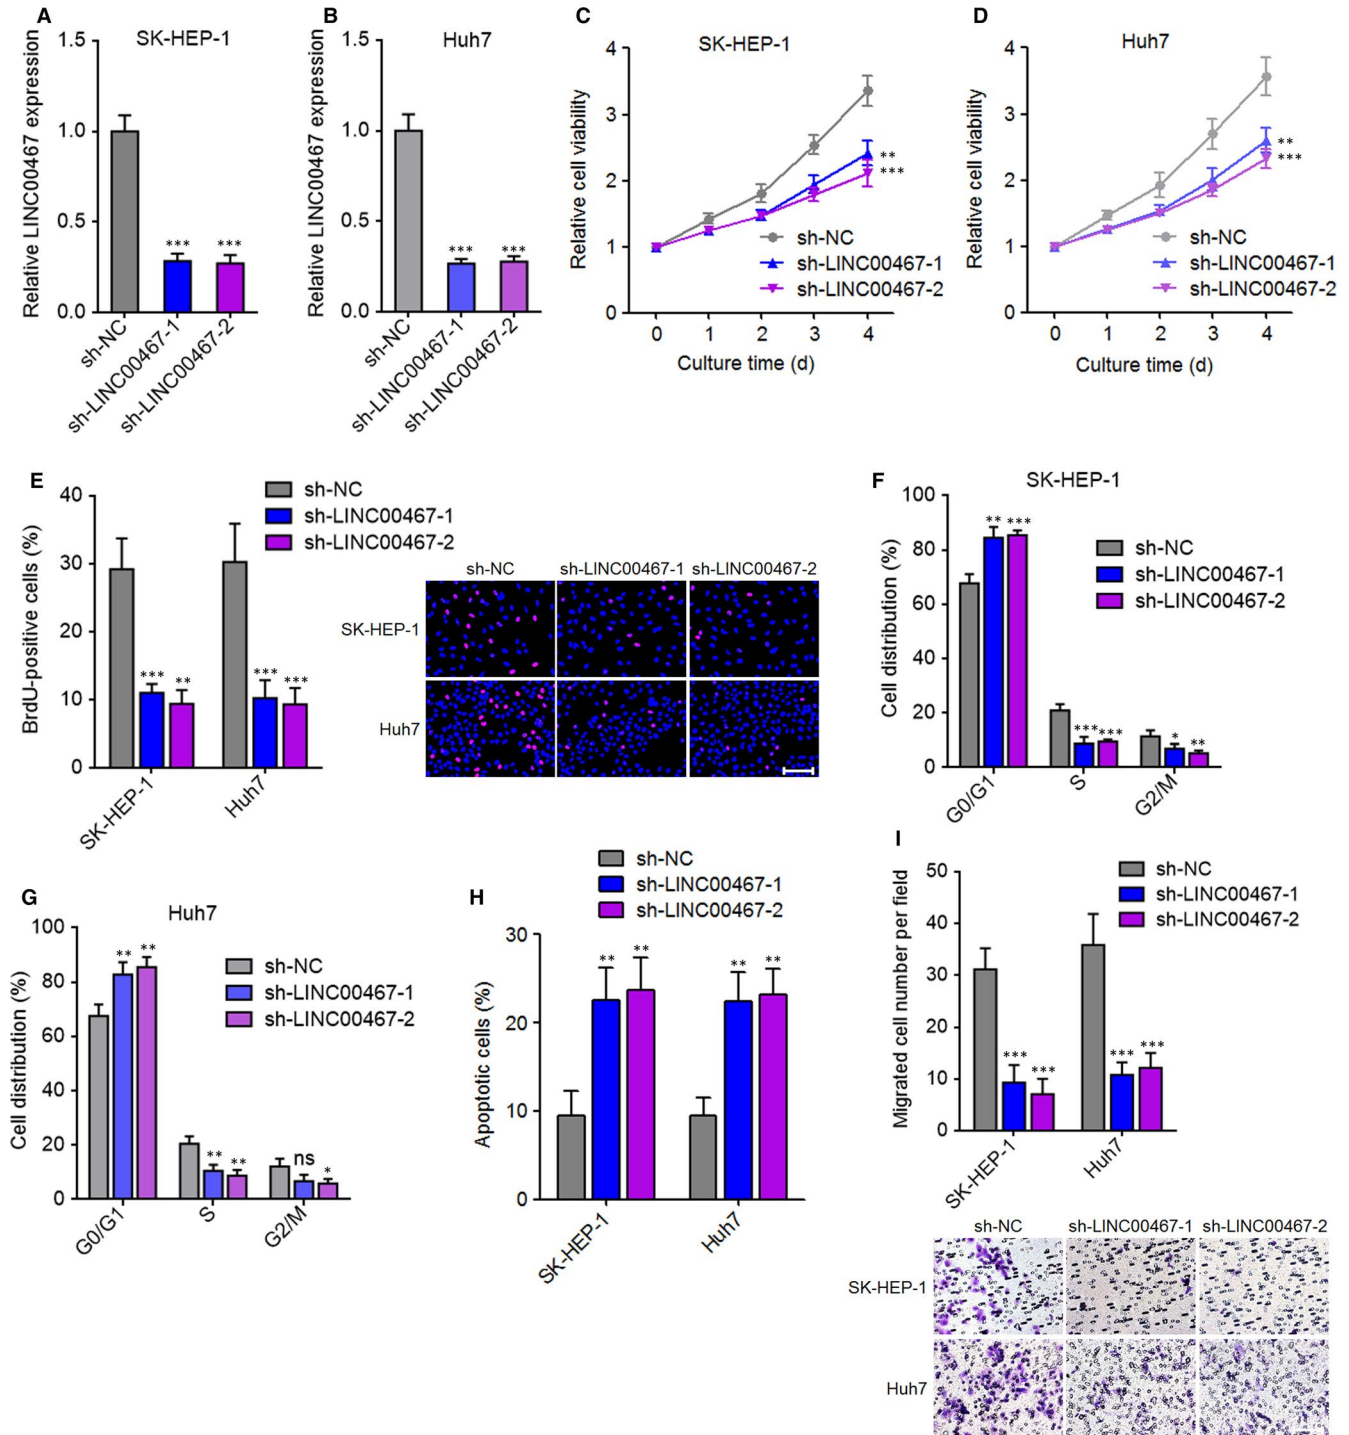 A
SK-HEP-1
Relative LINC00467 expression
1.5
1.0
0.5
0.0
***
***
sh-NC
sh-LINC00467-1
sh-LINC00467-2
B
Huh7
Relative LINC00467 expression
1.5
1.0
0.5
0.0
***
***
sh-NC
sh-LINC00467-1
sh-LINC00467-2
C
SK-HEP-1
Relative cell viability
4
3
2
1
0
**
***
sh-NC
sh-LINC00467-1
sh-LINC00467-2
0 1 2 3 4
Culture time (d)
D
Huh7
Relative cell viability
4
3
2
1
0
**
***
sh-NC
sh-LINC00467-1
sh-LINC00467-2
0 1 2 3 4
Culture time (d)
E
sh-NC
sh-LINC00467-1
sh-LINC00467-2
BrdU-positive cells (%)
40
30
20
10
0
*** ** *** ***
SK-HEP-1
Huh7
sh-NC sh-LINC00467-1 sh-LINC00467-2
SK-HEP-1
Huh7
F
SK-HEP-1
Cell distribution (%)
100
80
60
40
20
0
** ***
*** ***
* **
sh-NC
sh-LINC00467-1
sh-LINC00467-2
G0/G1
S
G2/M
G
Huh7
Cell distribution (%)
100
80
60
40
20
0
** **
** **
ns *
sh-NC
sh-LINC00467-1
sh-LINC00467-2
G0/G1
S
G2/M
H
sh-NC
sh-LINC00467-1
sh-LINC00467-2
Apoptotic cells (%)
30
20
10
0
** ** ** **
SK-HEP-1
Huh7
I
sh-NC
sh-LINC00467-1
sh-LINC00467-2
Migrated cell number per field
50
40
30
20
10
0
*** *** *** ***
SK-HEP-1
Huh7
sh-NC sh-LINC00467-1 sh-LINC00467-2
SK-HEP-1
Huh7